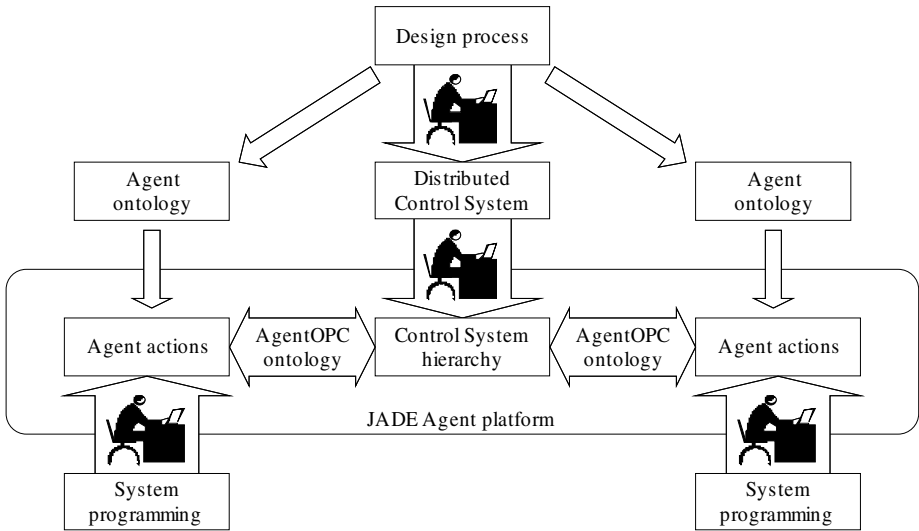 Design process
Agent
ontology
Distributed
Control System
Agent
ontology
Agent actions
AgentOPC
ontology
Control System
hierarchy
AgentOPC
ontology
Agent actions
JADE Agent platform
System
programming
System
programming